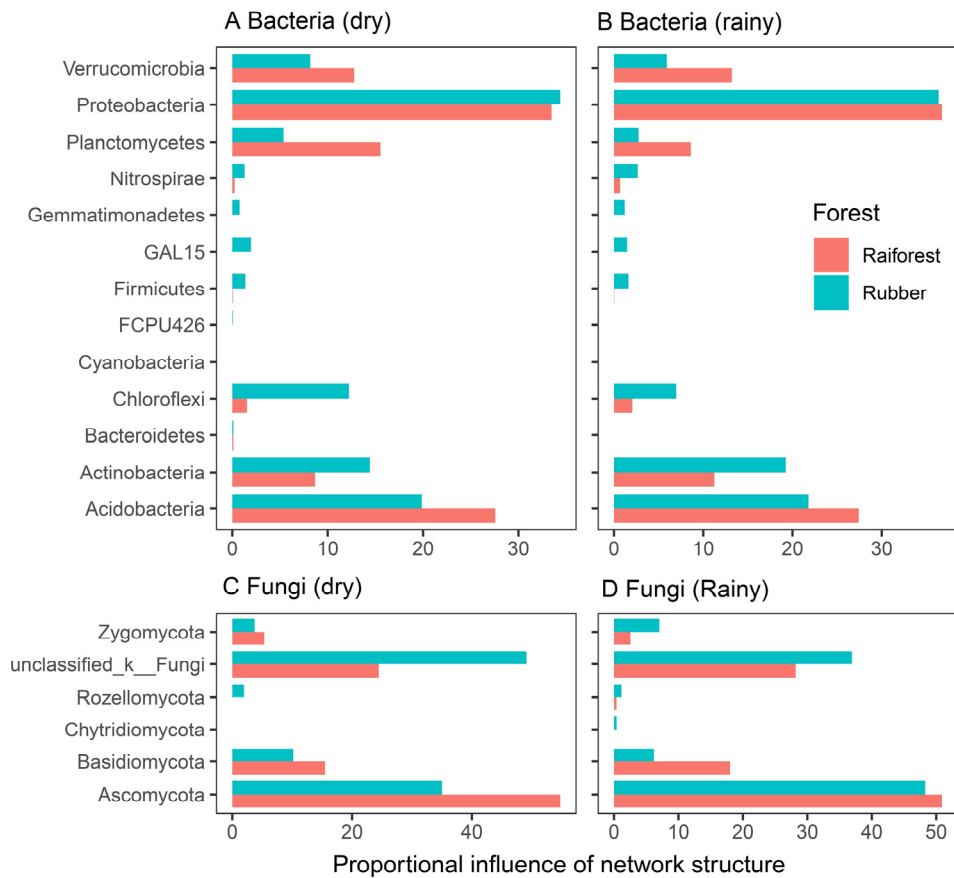 A Bacteria (dry)
B Bacteria (rainy)
Verrucomicrobia
Proteobacteria
Planctomycetes
Nitrospirae
Gemmatimonadetes
GAL15
Firmicutes
FCPU426
Cyanobacteria
Chloroflexi
Bacteroidetes
Actinobacteria
Acidobacteria
Forest
Raiforest
Rubber
0 10 20 30
0 10 20 30
C Fungi (dry)
D Fungi (Rainy)
Zygomycota
unclassified_k__Fungi
Rozellomycota
Chytridiomycota
Basidiomycota
Ascomycota
0 20 40
0 10 20 30 40 50
Proportional influence of network structure